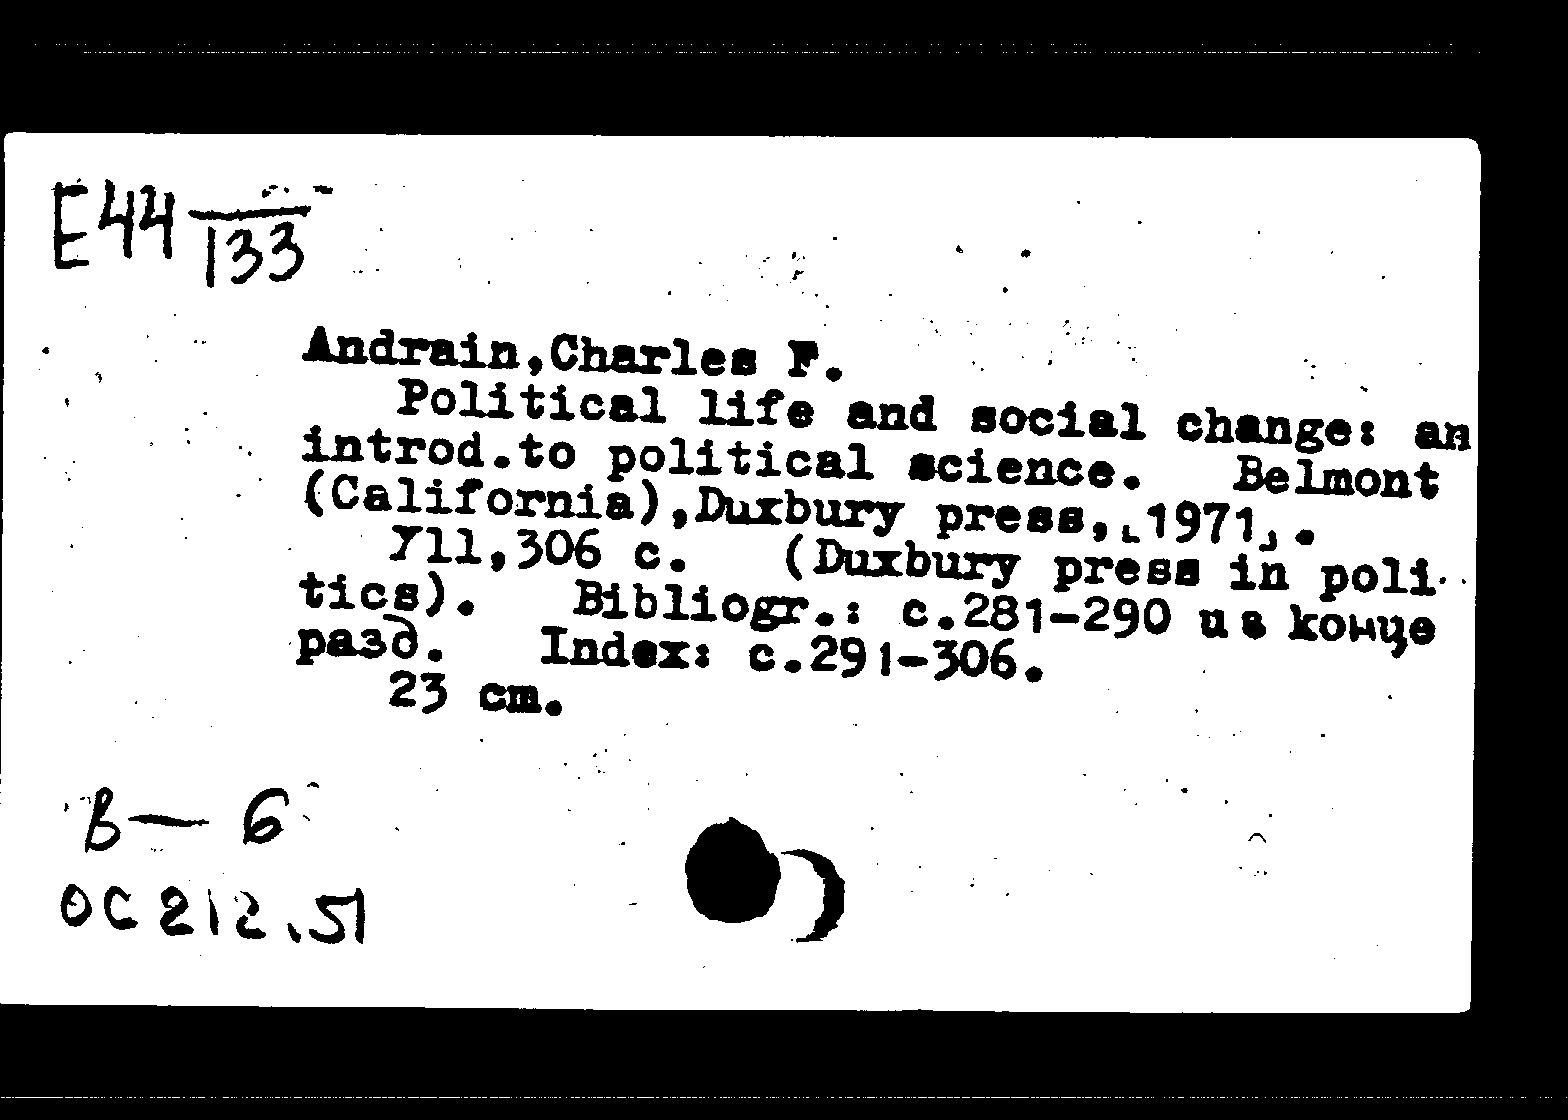 E44/133
Andrain,Charles F.
Political life and social change: an
introd.to political science. Belmont
(California),Duxbury press,[1971].
VII,306 c. (Duxbury press in poli-
tics). Bibliogr.: c.281-290 и в конце
разд. Index: c.291-306.
23 cm.
В — 6
ОС 212.51